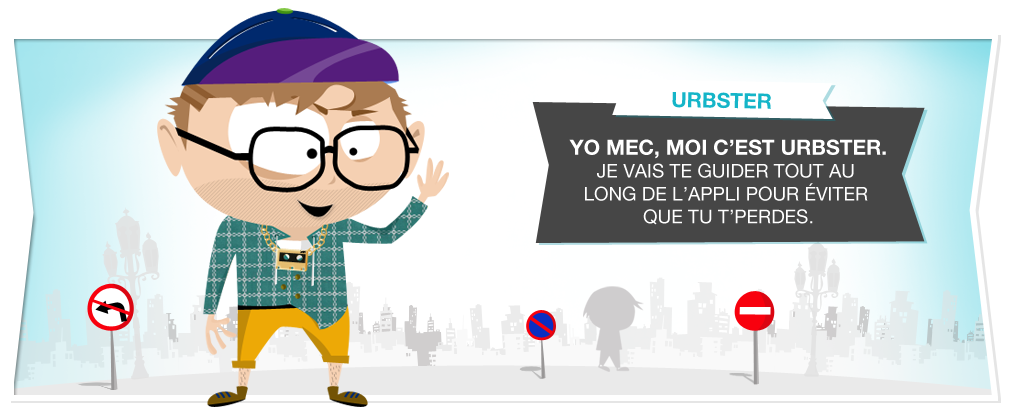 URBSTER
YO MEC, MOI C'EST URBSTER.
JE VAIS TE GUIDER TOUT AU
LONG DE L'APPLI POUR ÉVITER
QUE TU T'PERDES.